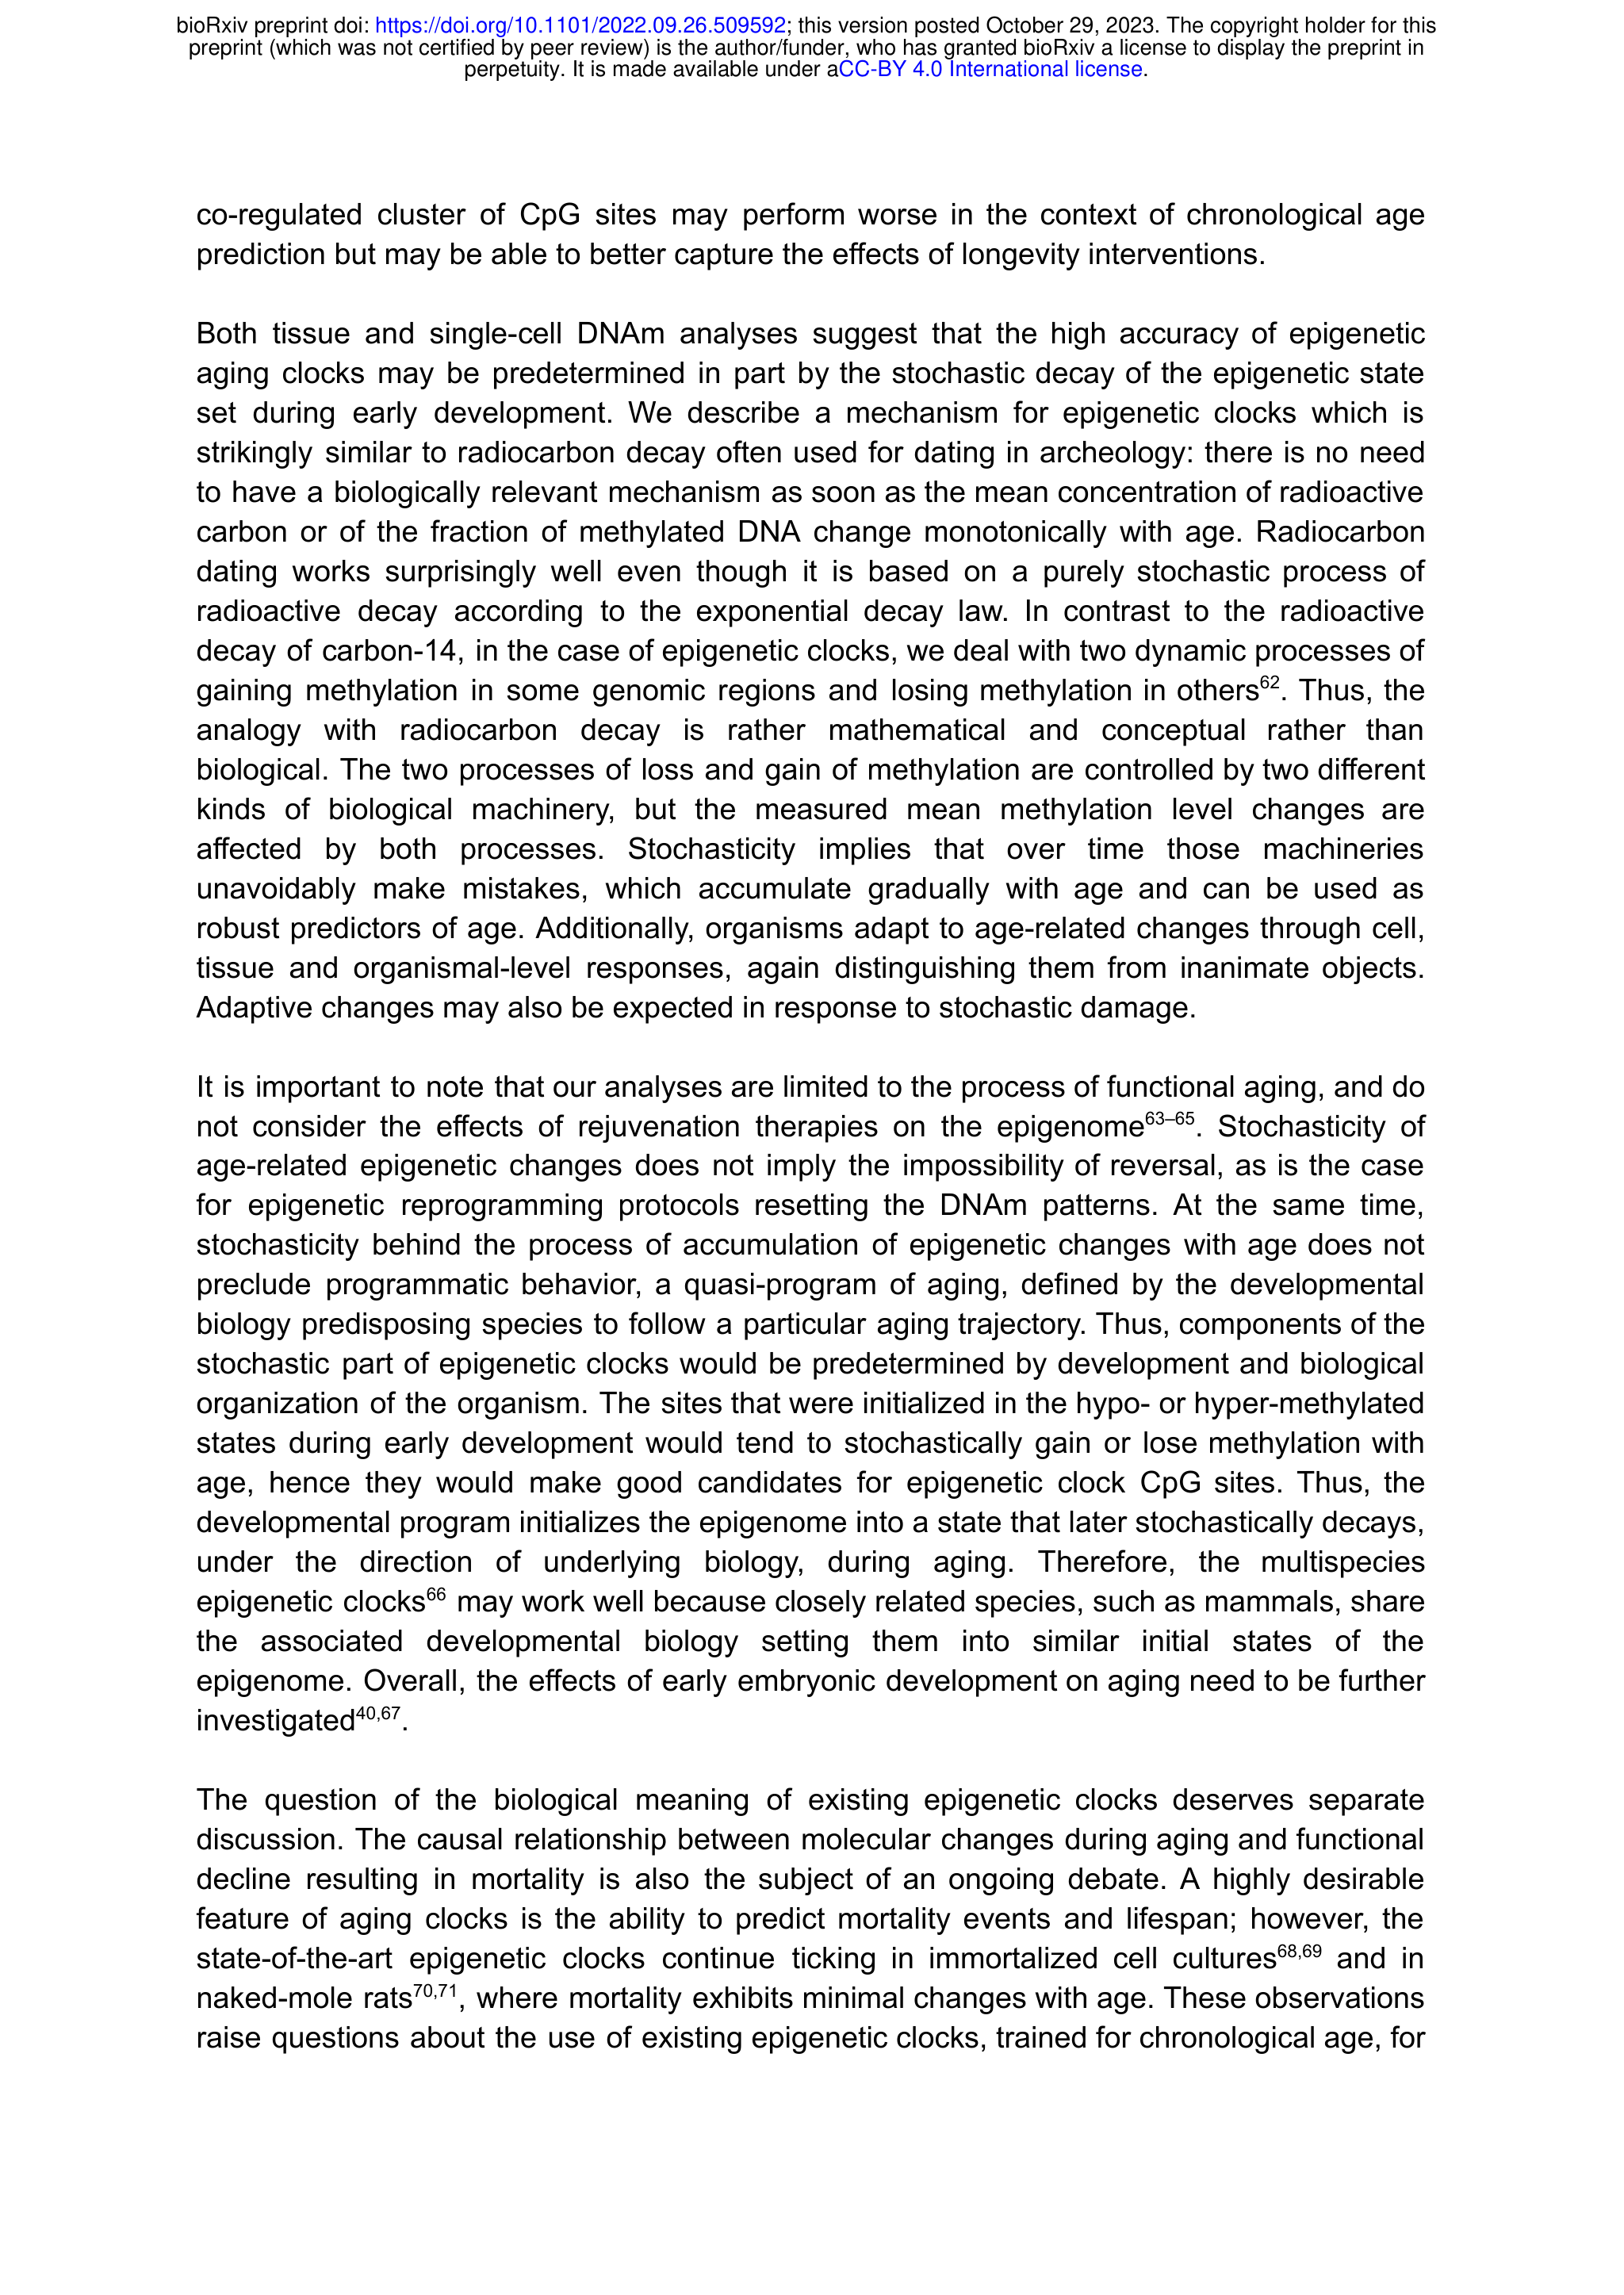 bioRxiv preprint doi: https://doi.org/10.1101/2022.09.26.509592; this version posted October 29, 2023. The copyright holder for this
preprint (which was not certified by peer review) is the author/funder, who has granted bioRxiv a license to display the preprint in
perpetuity. It is made available under aCC-BY 4.0 International license.
co-regulated cluster of CpG sites may perform worse in the context of chronological age
prediction but may be able to better capture the effects of longevity interventions.
Both tissue and single-cell DNAm analyses suggest that the high accuracy of epigenetic
aging clocks may be predetermined in part by the stochastic decay of the epigenetic state
set during early development. We describe a mechanism for epigenetic clocks which is
strikingly similar to radiocarbon decay often used for dating in archeology: there is no need
to have a biologically relevant mechanism as soon as the mean concentration of radioactive
carbon or of the fraction of methylated DNA change monotonically with age. Radiocarbon
dating works surprisingly well even though it is based on a purely stochastic process of
radioactive decay according to the exponential decay law. In contrast to the radioactive
decay of carbon-14, in the case of epigenetic clocks, we deal with two dynamic processes of
gaining methylation in some genomic regions and losing methylation in others62. Thus, the
analogy with radiocarbon decay is rather mathematical and conceptual rather than
biological. The two processes of loss and gain of methylation are controlled by two different
kinds of biological machinery, but the measured mean methylation level changes are
affected by both processes. Stochasticity implies that over time those machineries
unavoidably make mistakes, which accumulate gradually with age and can be used as
robust predictors of age. Additionally, organisms adapt to age-related changes through cell,
tissue and organismal-level responses, again distinguishing them from inanimate objects.
Adaptive changes may also be expected in response to stochastic damage.
It is important to note that our analyses are limited to the process of functional aging, and do
not consider the effects of rejuvenation therapies on the epigenome63–65. Stochasticity of
age-related epigenetic changes does not imply the impossibility of reversal, as is the case
for epigenetic reprogramming protocols resetting the DNAm patterns. At the same time,
stochasticity behind the process of accumulation of epigenetic changes with age does not
preclude programmatic behavior, a quasi-program of aging, defined by the developmental
biology predisposing species to follow a particular aging trajectory. Thus, components of the
stochastic part of epigenetic clocks would be predetermined by development and biological
organization of the organism. The sites that were initialized in the hypo- or hyper-methylated
states during early development would tend to stochastically gain or lose methylation with
age, hence they would make good candidates for epigenetic clock CpG sites. Thus, the
developmental program initializes the epigenome into a state that later stochastically decays,
under the direction of underlying biology, during aging. Therefore, the multispecies
epigenetic clocks66 may work well because closely related species, such as mammals, share
the associated developmental biology setting them into similar initial states of the
epigenome. Overall, the effects of early embryonic development on aging need to be further
investigated40,67.
The question of the biological meaning of existing epigenetic clocks deserves separate
discussion. The causal relationship between molecular changes during aging and functional
decline resulting in mortality is also the subject of an ongoing debate. A highly desirable
feature of aging clocks is the ability to predict mortality events and lifespan; however, the
state-of-the-art epigenetic clocks continue ticking in immortalized cell cultures68,69 and in
naked-mole rats70,71, where mortality exhibits minimal changes with age. These observations
raise questions about the use of existing epigenetic clocks, trained for chronological age, for